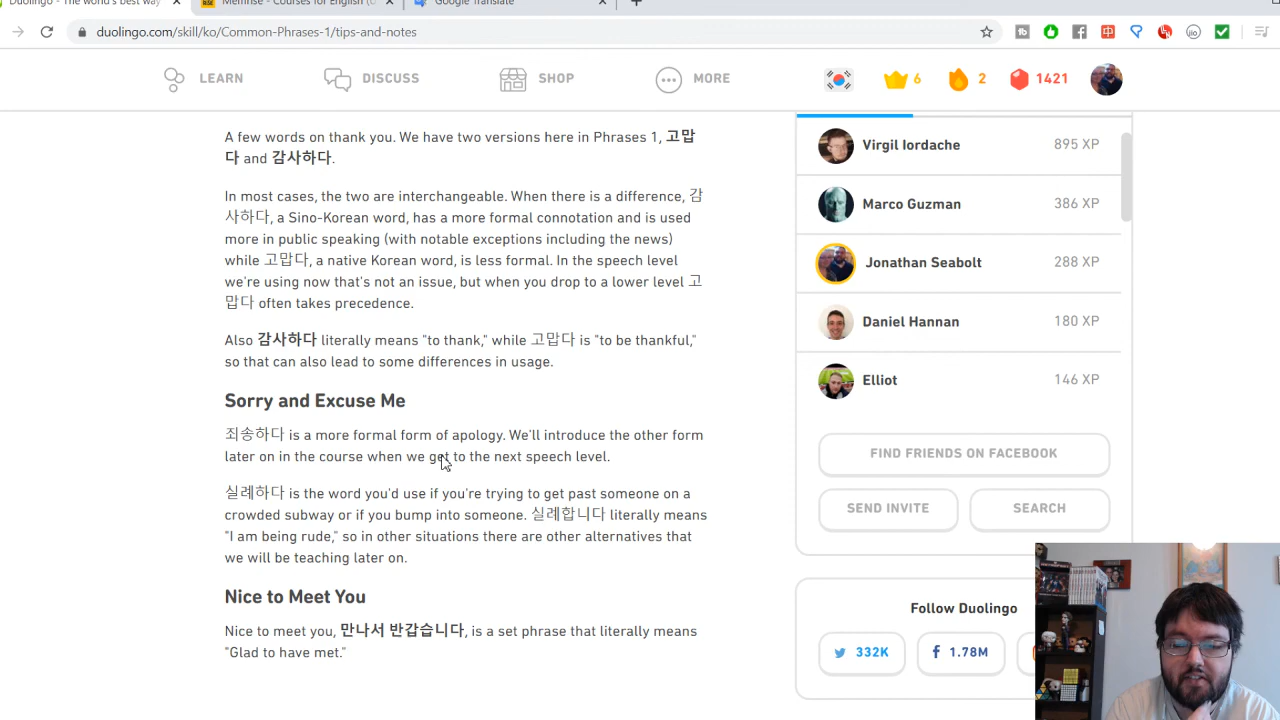 Duolingo - The world's best way
Memrise - Courses for English (
Google Translate
duolingo.com/skill/ko/Common-Phrases-1/tips-and-notes
LEARN
DISCUSS
SHOP
MORE
6
2
1421
A few words on thank you. We have two versions here in Phrases 1, 고맙
다 and 감사하다.
In most cases, the two are interchangeable. When there is a difference, 감
사하다, a Sino-Korean word, has a more formal connotation and is used
more in public speaking (with notable exceptions including the news)
while 고맙다, a native Korean word, is less formal. In the speech level
we're using now that's not an issue, but when you drop to a lower level 고
맙다 often takes precedence.
Also 감사하다 literally means "to thank," while 고맙다 is "to be thankful,"
so that can also lead to some differences in usage.
Sorry and Excuse Me
죄송하다 is a more formal form of apology. We'll introduce the other form
later on in the course when we get to the next speech level.
실례하다 is the word you'd use if you're trying to get past someone on a
crowded subway or if you bump into someone. 실례합니다 literally means
"I am being rude," so in other situations there are other alternatives that
we will be teaching later on.
Nice to Meet You
Nice to meet you, 만나서 반갑습니다, is a set phrase that literally means
"Glad to have met."
Virgil Iordache 895 XP
Marco Guzman 386 XP
Jonathan Seabolt 288 XP
Daniel Hannan 180 XP
Elliot 146 XP
FIND FRIENDS ON FACEBOOK
SEND INVITE
SEARCH
Follow Duolingo
332K
1.78M